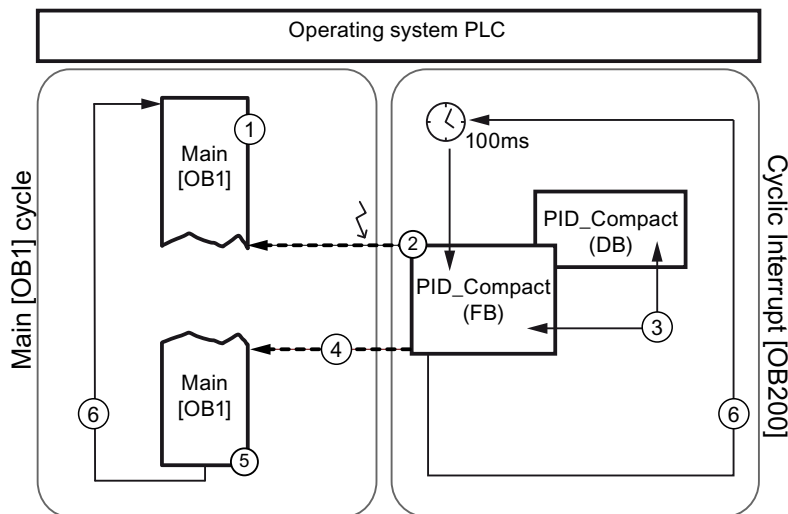 Operating system PLC
Main [OB1] cycle
1
Main
[OB1]
2
100ms
PID_Compact
(DB)
PID_Compact
(FB)
3
4
Main
[OB1]
5
6
6
Cyclic Interrupt [OB200]